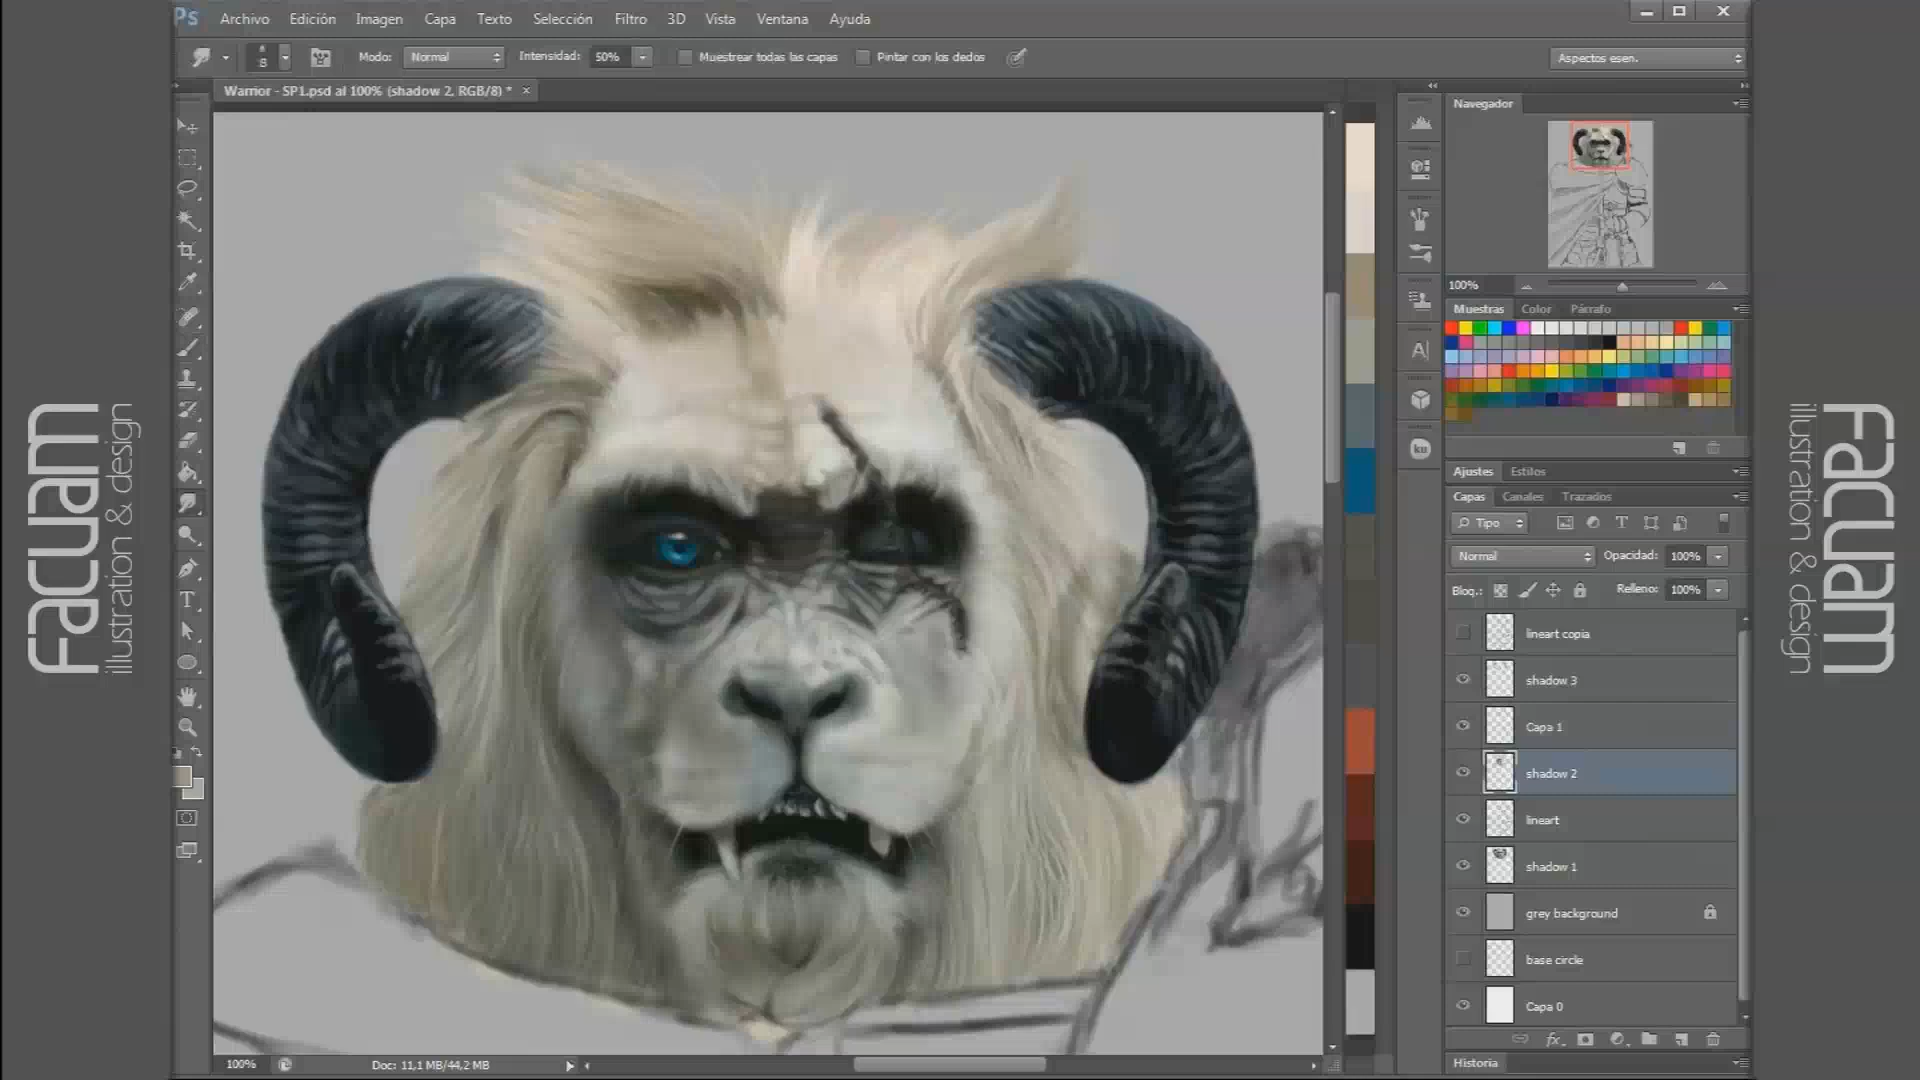 Ps Archivo Edición Imagen Capa Texto Selección Filtro 3D Vista Ventana Ayuda
8 Modo: Normal Intensidad: 50% Muestrear todas las capas Pintar con los dedos Aspectos esen.
Warrior - SP1.psd al 100% (shadow 2, RGB/8) * ×
Navegador
100%
Muestras Color Párrafo
Ajustes Estilos
Capas Canales Trazados
Tipo
Normal Opacidad: 100%
Bloq.: Relleno: 100%
lineart copia
shadow 3
Capa 1
shadow 2
lineart
shadow 1
grey background
base circle
Capa 0
fx
Historia
100% Doc: 11,1 MB/44,2 MB
Facuam
illustration & design
Facuam
illustration & design